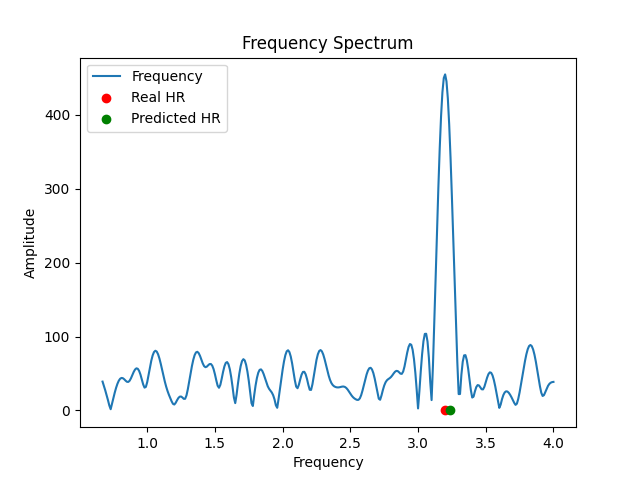 Frequency Spectrum
Frequency
Real HR
Predicted HR
Amplitude
400
300
200
100
0
1.0 1.5 2.0 2.5 3.0 3.5 4.0
Frequency